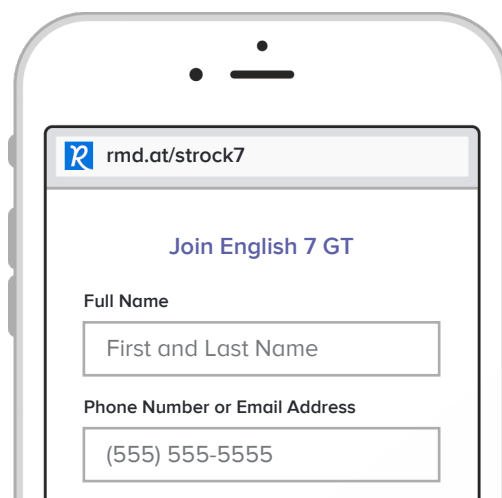 rmd.at/strock7
Join English 7 GT
Full Name
First and Last Name
Phone Number or Email Address
(555) 555-5555